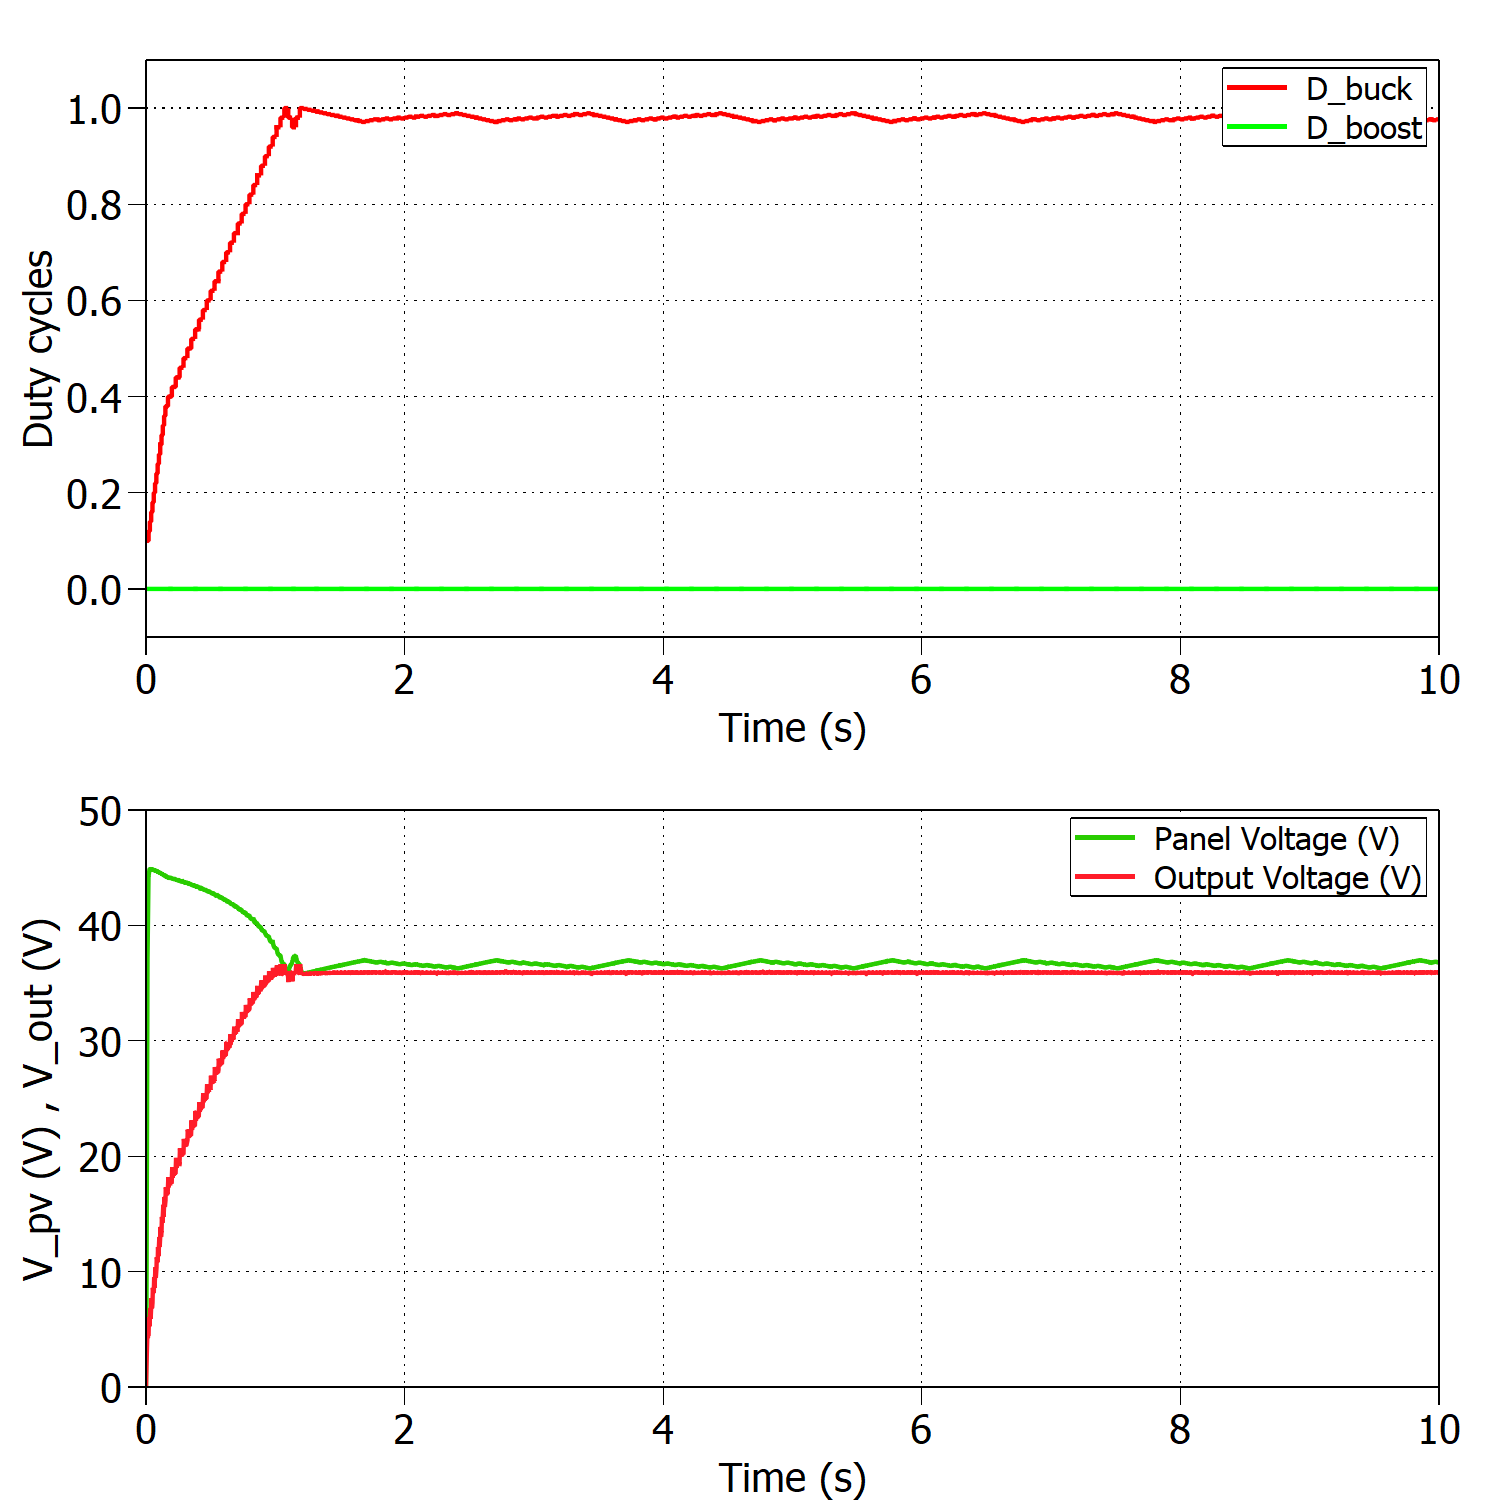 D_buck
D_boost
1.0
0.8
0.6
0.4
0.2
0.0
Duty cycles
0 2 4 6 8 10
Time (s)
Panel Voltage (V)
Output Voltage (V)
50
40
30
20
10
0
V_pv (V) , V_out (V)
0 2 4 6 8 10
Time (s)